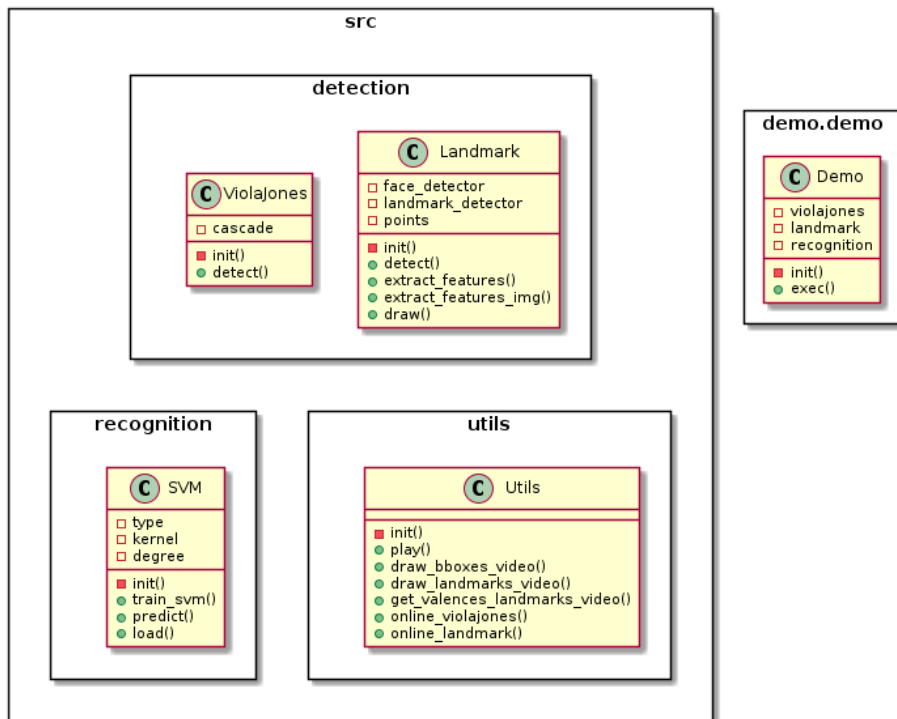 src
detection
C ViolaJones
cascade
init()
detect()
C Landmark
face_detector
landmark_detector
points
init()
detect()
extract_features()
extract_features_img()
draw()
demo.demo
C Demo
violajones
landmark
recognition
init()
exec()
recognition
C SVM
type
kernel
degree
init()
train_svm()
predict()
load()
utils
C Utils
init()
play()
draw_bboxes_video()
draw_landmarks_video()
get_valences_landmarks_video()
online_violajones()
online_landmark()